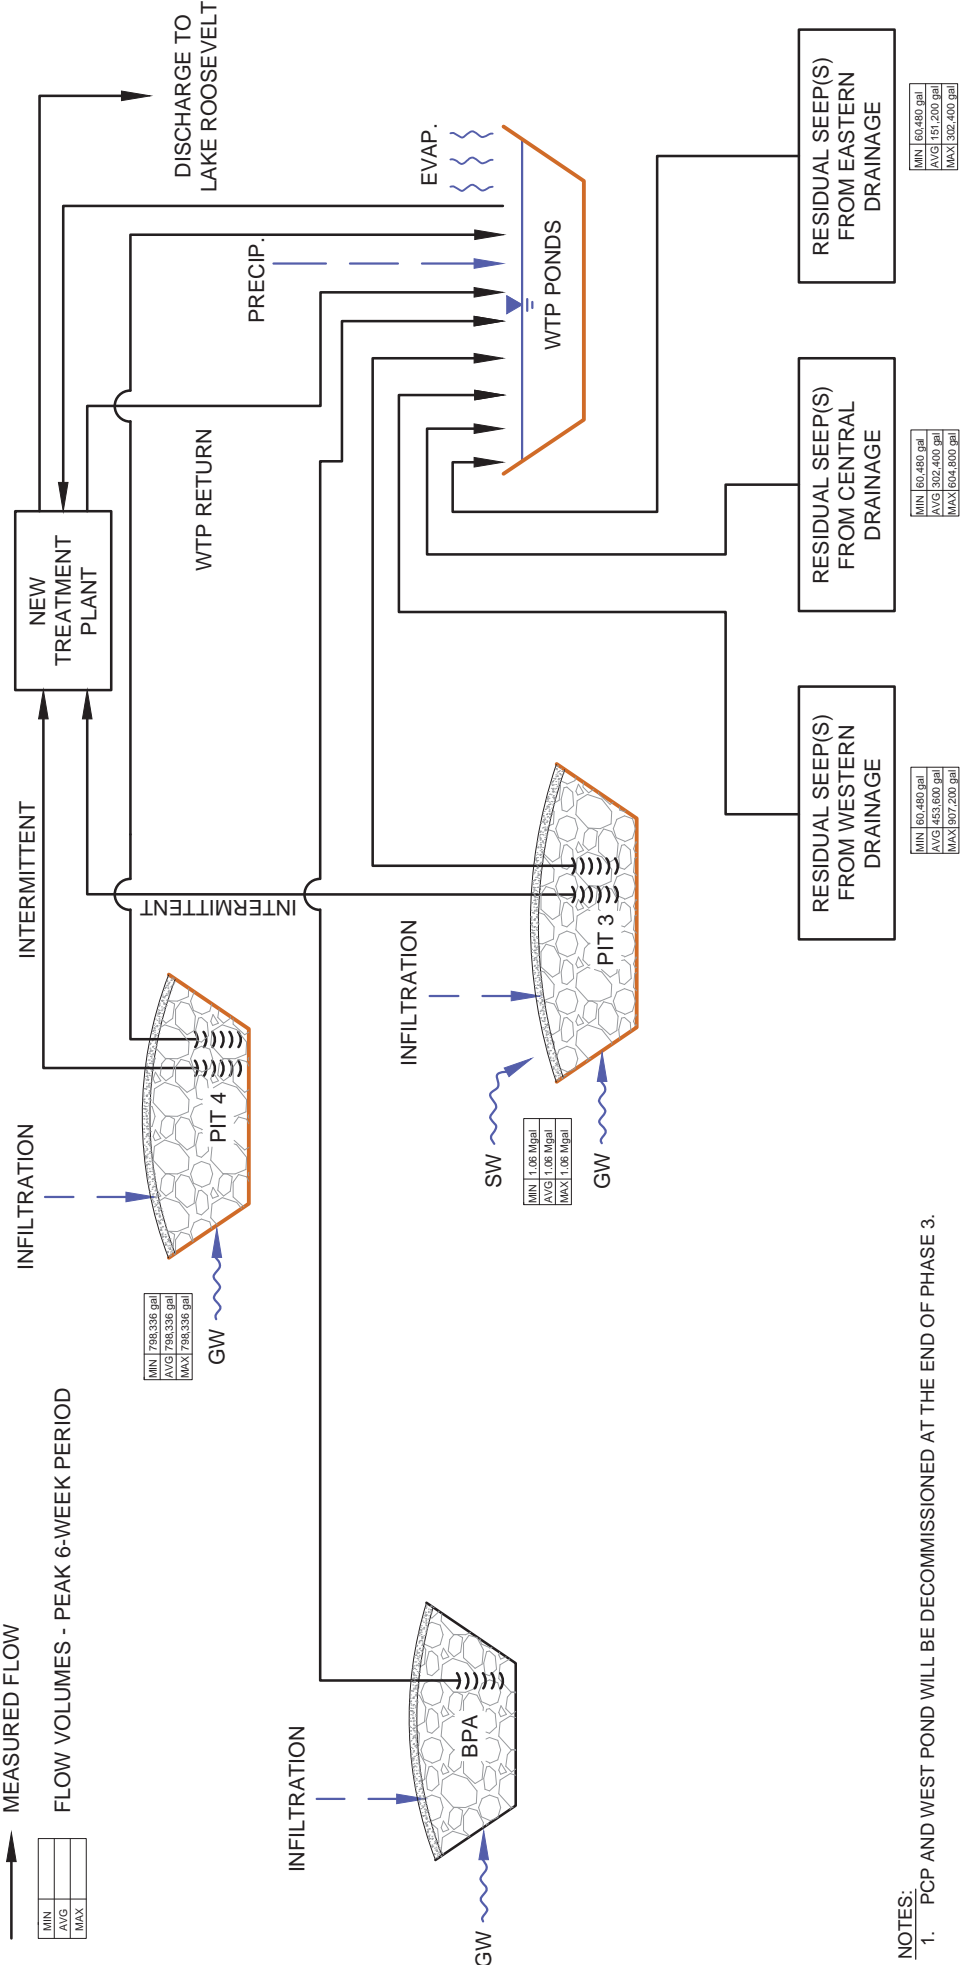 MEASURED FLOW
MIN
AVG
MAX
FLOW VOLUMES - PEAK 6-WEEK PERIOD
INFILTRATION
INTERMITTENT
NEW
TREATMENT
PLANT
DISCHARGE TO
LAKE ROOSEVELT
MIN 798,336 gal
AVG 798,336 gal
MAX 798,336 gal
GW
PIT 4
INTERMITTENT
WTP RETURN
PRECIP.
EVAP.
INFILTRATION
GW
BPA
INFILTRATION
SW
MIN 1.06 Mgal
AVG 1.06 Mgal
MAX 1.06 Mgal
GW
PIT 3
WTP PONDS
RESIDUAL SEEP(S)
FROM WESTERN
DRAINAGE
MIN 60,480 gal
AVG 453,600 gal
MAX 907,200 gal
RESIDUAL SEEP(S)
FROM CENTRAL
DRAINAGE
MIN 60,480 gal
AVG 302,400 gal
MAX 604,800 gal
RESIDUAL SEEP(S)
FROM EASTERN
DRAINAGE
MIN 60,480 gal
AVG 151,200 gal
MAX 302,400 gal
NOTES:
1. PCP AND WEST POND WILL BE DECOMMISSIONED AT THE END OF PHASE 3.